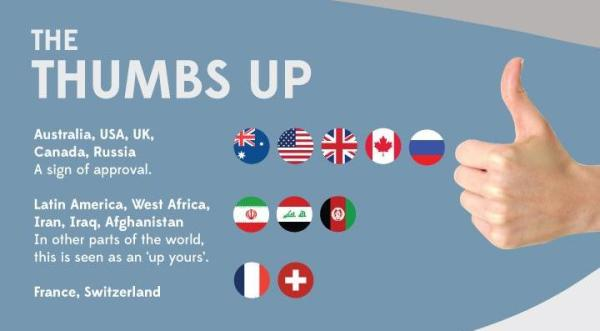 THE
THUMBS UP
Australia, USA, UK,
Canada, Russia
A sign of approval.
Latin America, West Africa,
Iran, Iraq, Afghanistan
In other parts of the world,
this is seen as an 'up yours'.
France, Switzerland